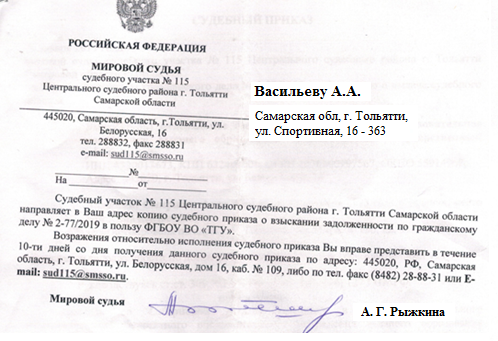 РОССИЙСКАЯ ФЕДЕРАЦИЯ
МИРОВОЙ СУДЬЯ
судебного участка № 115
Центрального судебного района г. Тольятти
Самарской области
445020, Самарская область, г.Тольятти, ул.
Белорусская, 16
тел. 288832, факс 288831
e-mail: sud115@smsso.ru
№
На от
Васильеву А.А.
Самарская обл, г. Тольятти,
ул. Спортивная, 16 - 363
Судебный участок № 115 Центрального судебного района г. Тольятти Самарской области
направляет в Ваш адрес копию судебного приказа о взыскании задолженности по гражданскому
делу № 2-77/2019 в пользу ФГБОУ ВО «ТГУ».
Возражения относительно исполнения судебного приказа Вы вправе представить в течение
10-ти дней со дня получения данного судебного приказа по адресу: 445020, РФ, Самарская
область, г. Тольятти, ул. Белорусская, дом 16, каб. № 109, либо по тел. факс (8482) 28-88-31 или E-
mail: sud115@smsso.ru.
Мировой судья А. Г. Рыжкина